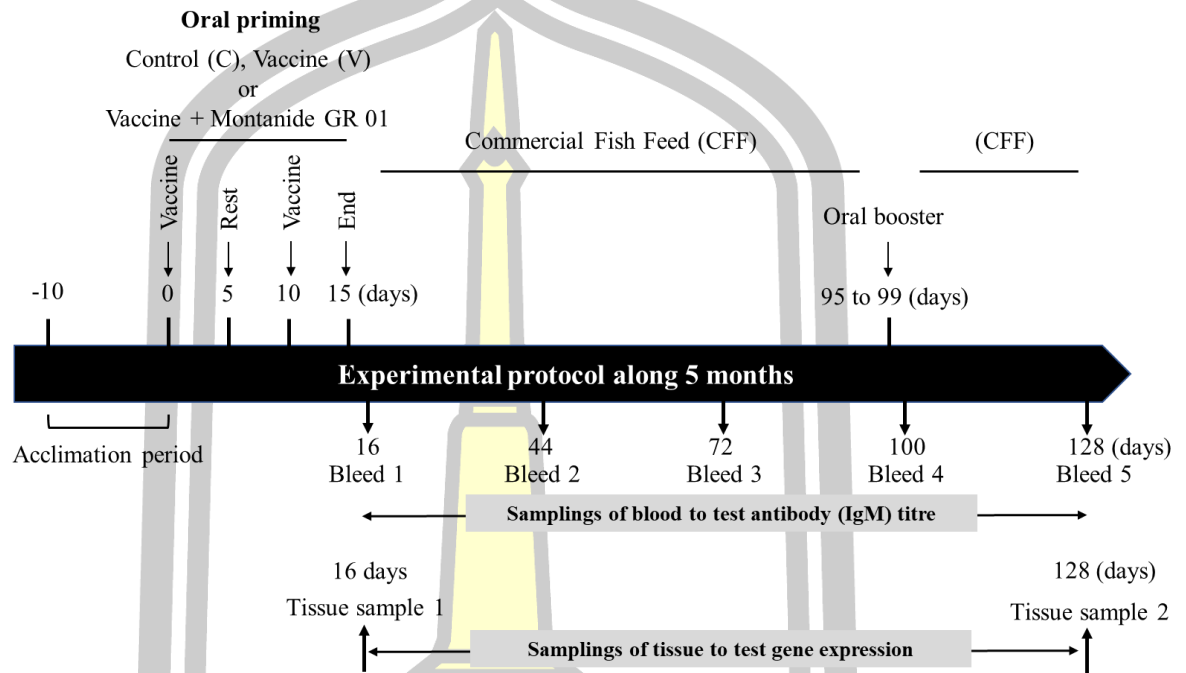 Oral priming
Control (C), Vaccine (V)
or
Vaccine + Montanide GR 01
Commercial Fish Feed (CFF)
(CFF)
Vaccine
Rest
Vaccine
End
Oral booster
-10
0
5
10
15 (days)
95 to 99 (days)
Experimental protocol along 5 months
Acclimation period
16
44
72
100
128 (days)
Bleed 1
Bleed 2
Bleed 3
Bleed 4
Bleed 5
Samplings of blood to test antibody (IgM) titre
16 days
128 (days)
Tissue sample 1
Tissue sample 2
Samplings of tissue to test gene expression